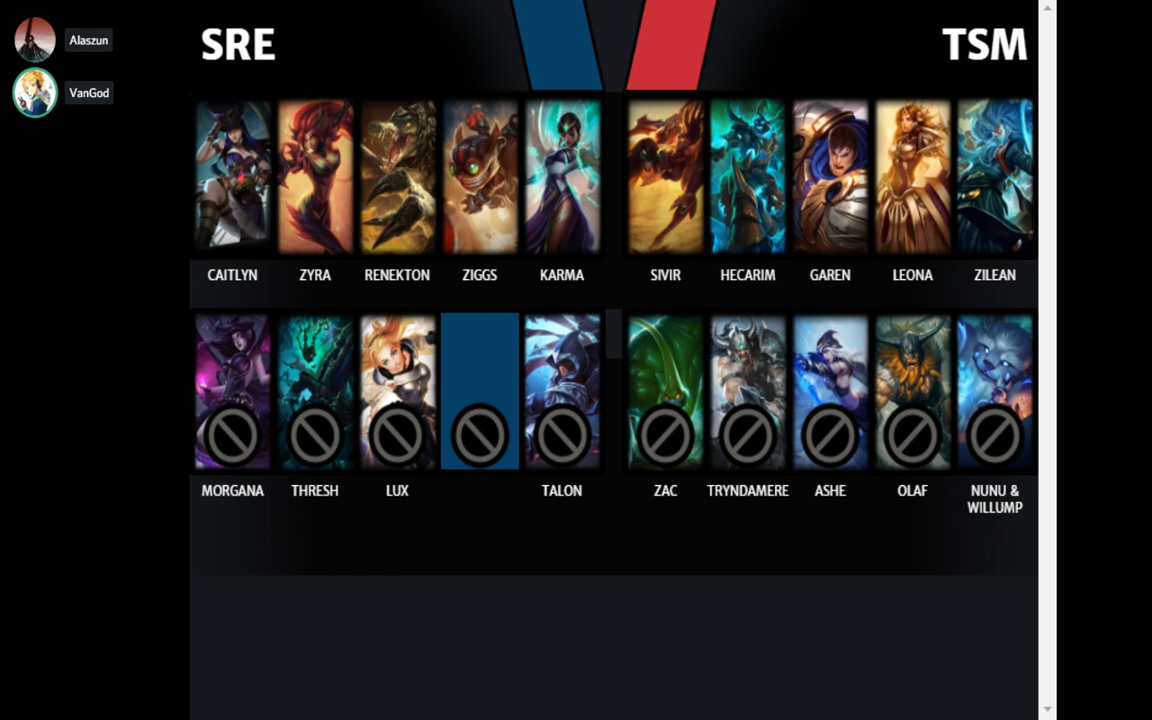 Alaszun
VanGod
SRE
TSM
CAITLYN ZYRA RENEKTON ZIGGS KARMA SIVIR HECARIM GAREN LEONA ZILEAN
MORGANA THRESH LUX TALON ZAC TRYNDAMERE ASHE OLAF NUNU &
WILLUMP